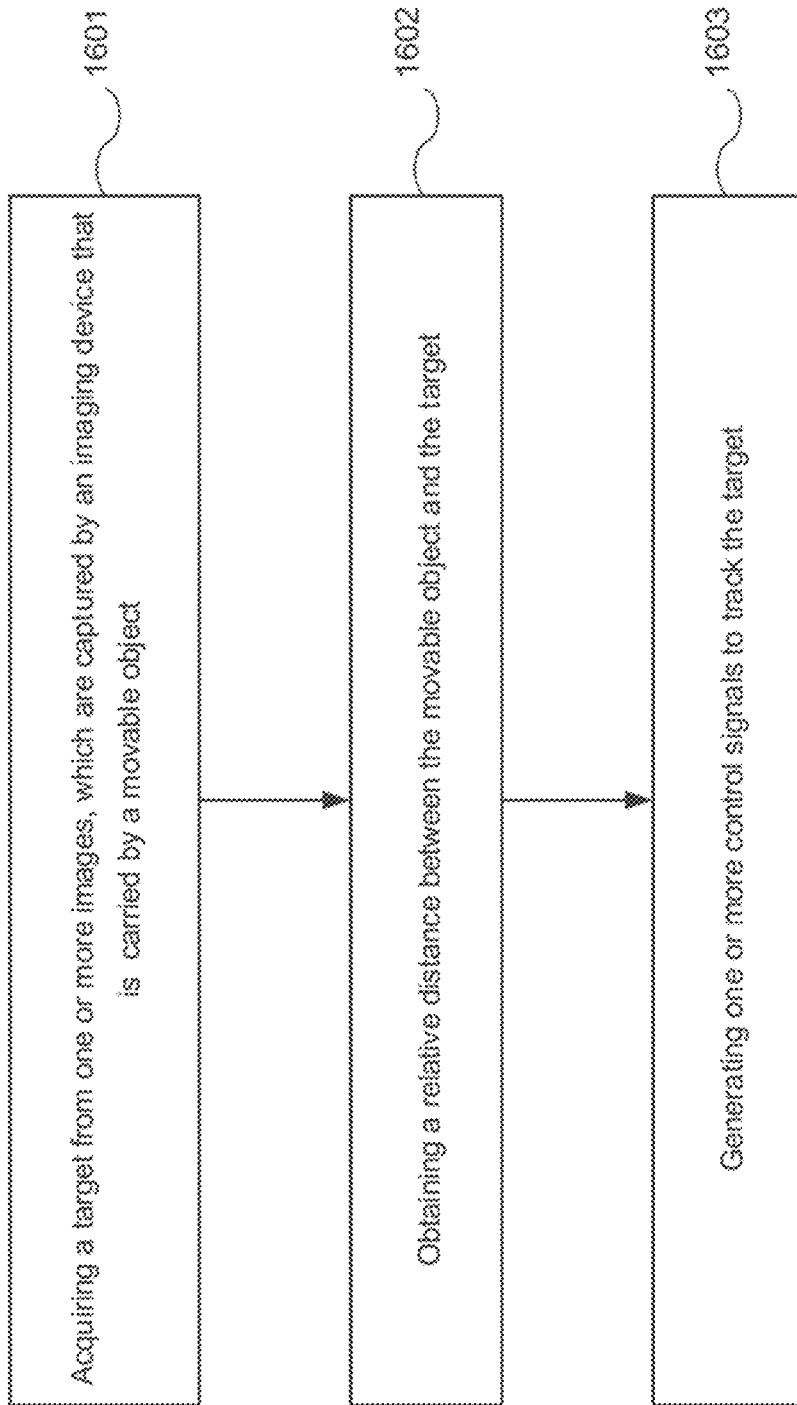 Acquiring a target from one or more images, which are captured by an imaging device that
is carried by a movable object
1601
Obtaining a relative distance between the movable object and the target
1602
Generating one or more control signals to track the target
1603